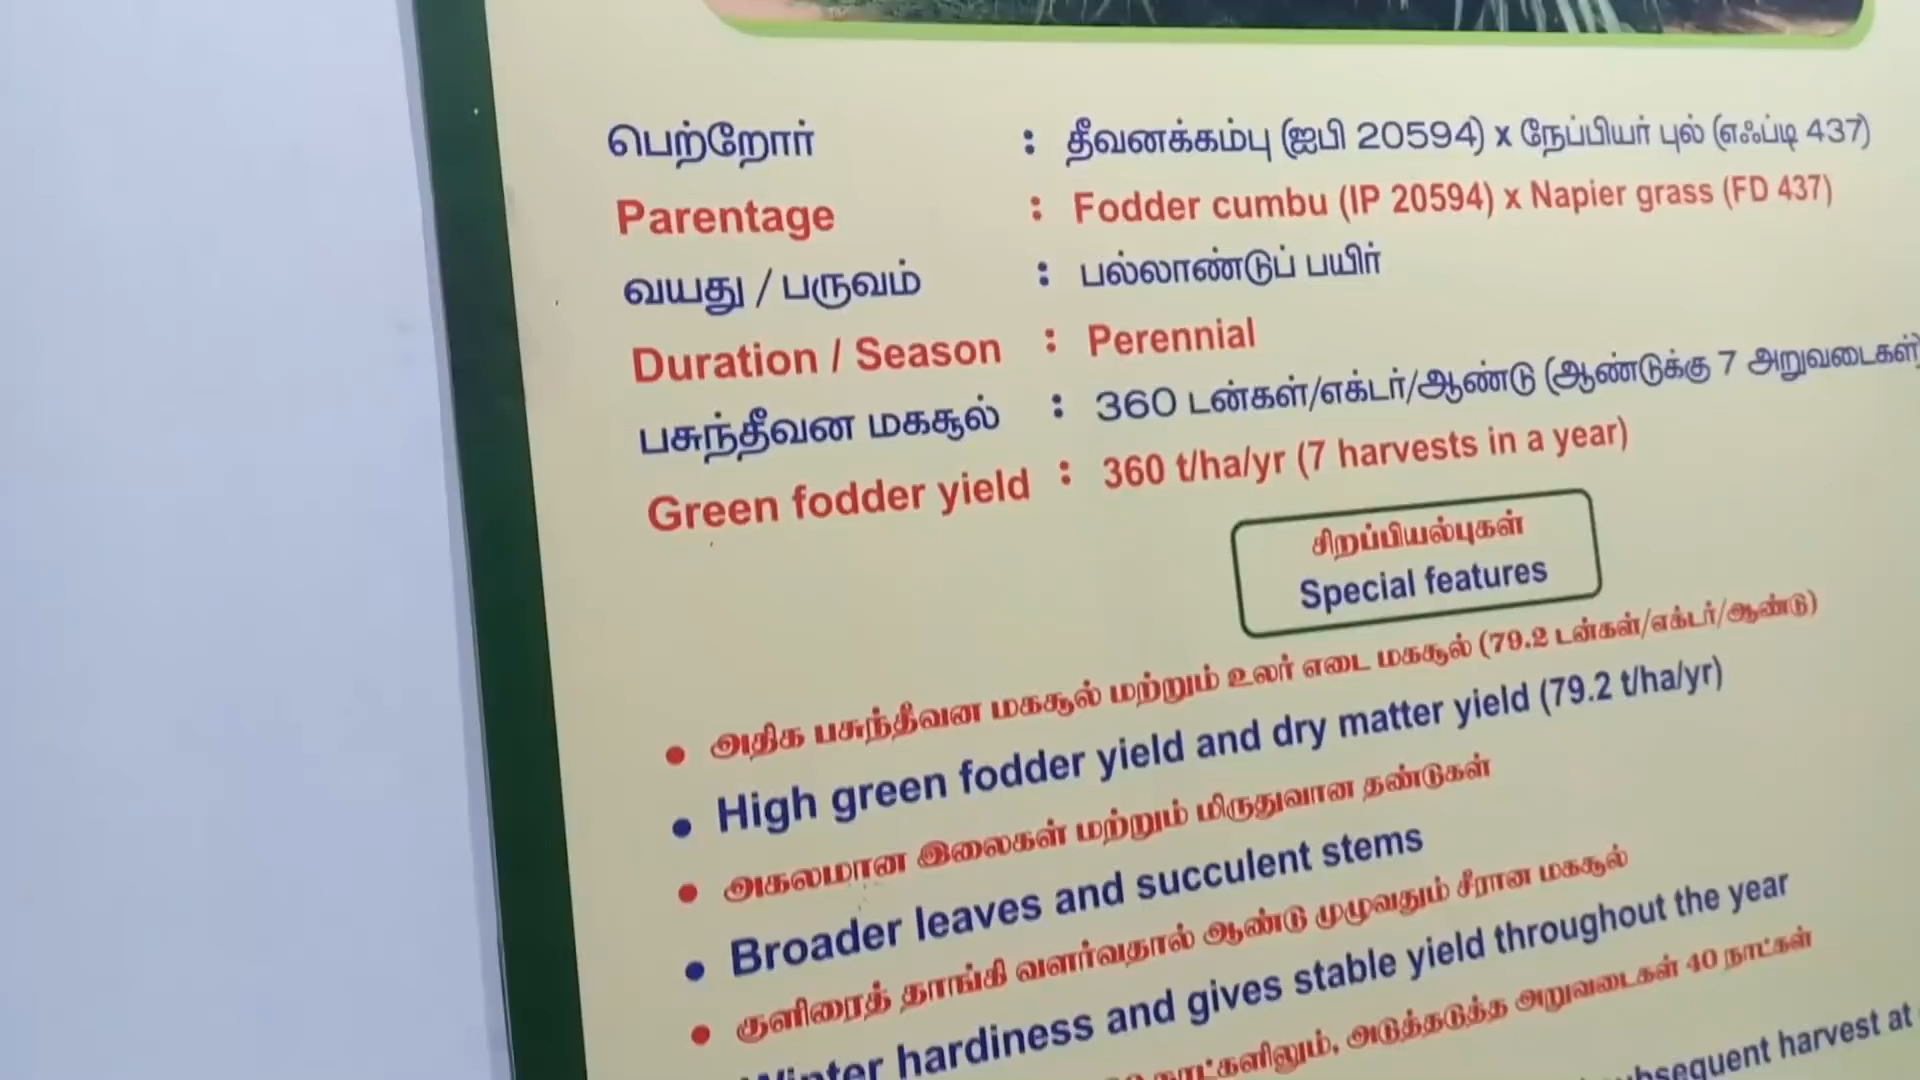 பெற்றோர் : தீவனக்கம்பு (ஐபி 20594) x நேப்பியர் புல் (எஃப்டி 437)
Parentage : Fodder cumbu (IP 20594) x Napier grass (FD 437)
வயது / பருவம் : பல்லாண்டுப் பயிர்
Duration / Season : Perennial
பசுந்தீவன மகசூல் : 360 டன்கள்/எக்டர்/ஆண்டு (ஆண்டுக்கு 7 அறுவடைகள்)
Green fodder yield : 360 t/ha/yr (7 harvests in a year)
சிறப்பியல்புகள்
Special features
• அதிக பசுந்தீவன மகசூல் மற்றும் உலர் எடை மகசூல் (79.2 டன்கள்/எக்டர்/ஆண்டு)
• High green fodder yield and dry matter yield (79.2 t/ha/yr)
• அகலமான இலைகள் மற்றும் மிருதுவான தண்டுகள்
• Broader leaves and succulent stems
• குளிரைத் தாங்கி வளர்வதால் ஆண்டு முழுவதும் சீரான மகசூல்
Winter hardiness and gives stable yield throughout the year
நாட்களிலும், அடுத்தடுத்த அறுவடைகள் 40 நாட்கள்
subsequent harvest at